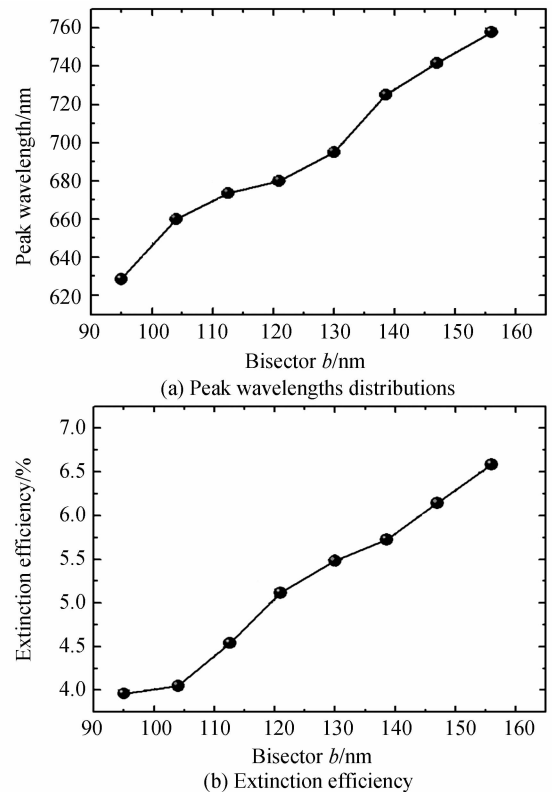 760
740
720
700
680
660
640
620
Peak wavelength/nm
90 100 110 120 130 140 150 160
Bisector b/nm
(a) Peak wavelengths distributions
7.0
6.5
6.0
5.5
5.0
4.5
4.0
Extinction efficiency/%
90 100 110 120 130 140 150 160
Bisector b/nm
(b) Extinction efficiency